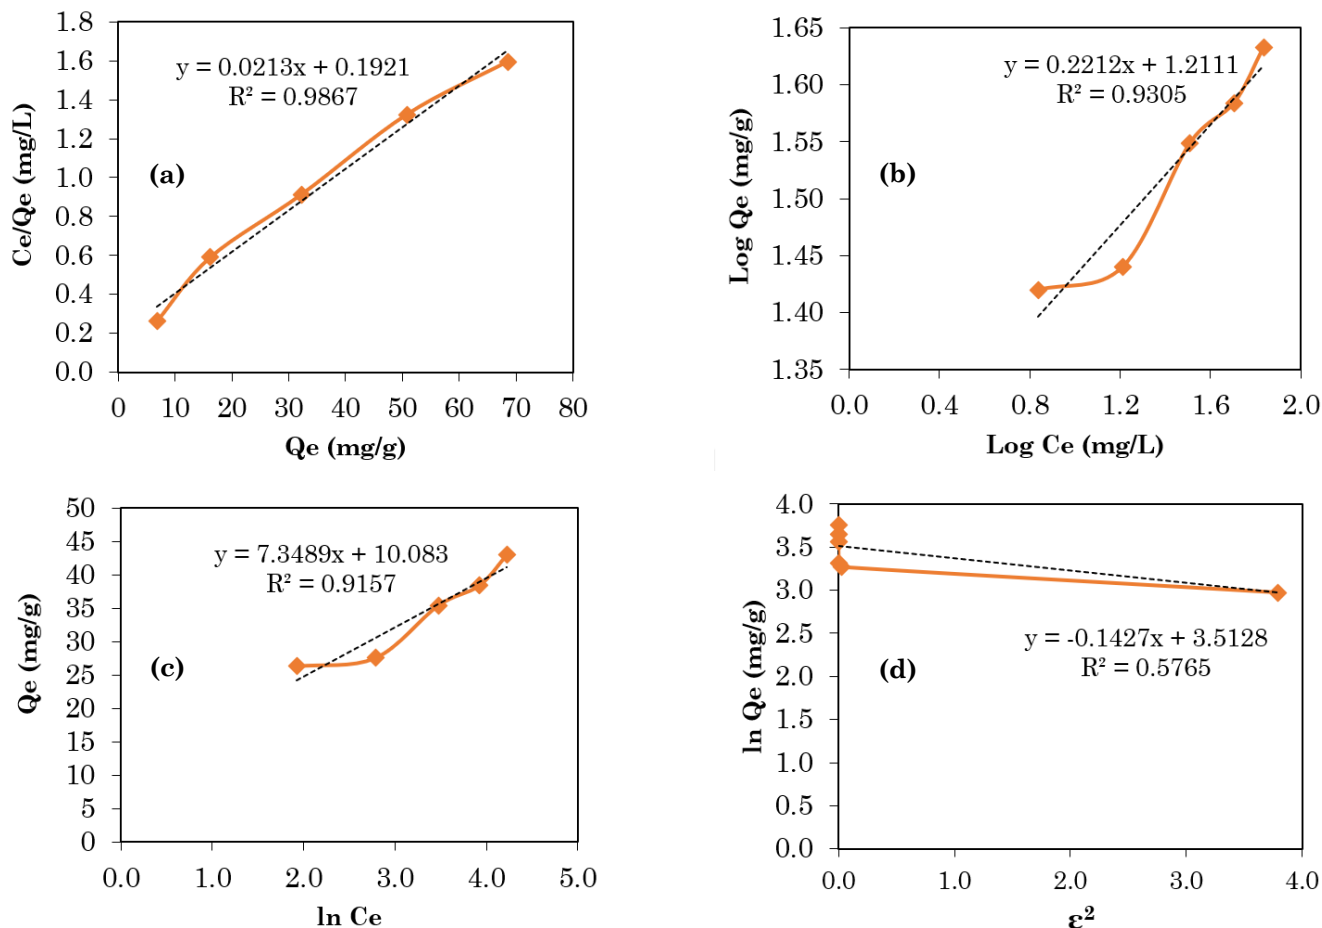 1.8
1.6
1.4
1.2
1.0
0.8
0.6
0.4
0.2
0.0
Ce/Qe (mg/L)
y = 0.0213x + 0.1921
R² = 0.9867
(a)
0 10 20 30 40 50 60 70 80
Qe (mg/g)
1.65
1.60
1.55
1.50
1.45
1.40
1.35
Log Qe (mg/g)
y = 0.2212x + 1.2111
R² = 0.9305
(b)
0.0 0.4 0.8 1.2 1.6 2.0
Log Ce (mg/L)
50
45
40
35
30
25
20
15
10
5
0
Qe (mg/g)
y = 7.3489x + 10.083
R² = 0.9157
(c)
0.0 1.0 2.0 3.0 4.0 5.0
ln Ce
4.0
3.5
3.0
2.5
2.0
1.5
1.0
0.5
0.0
ln Qe (mg/g)
y = -0.1427x + 3.5128
R² = 0.5765
(d)
0.0 1.0 2.0 3.0 4.0
ε²